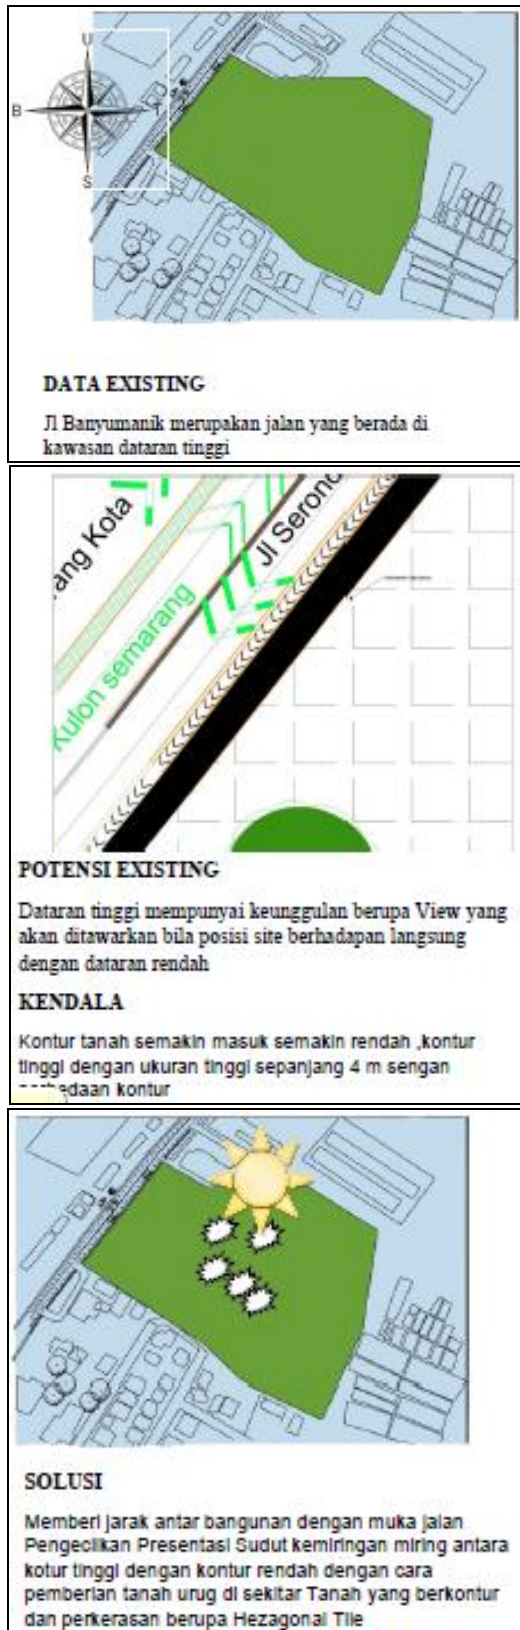 U
B
T
S
DATA EXISTING
Jl Banyumanik merupakan jalan yang berada di
kawasan dataran tinggi
ang Kota
Kulon semarang
Jl Serond
POTENSI EXISTING
Dataran tinggi mempunyai keunggulan berupa View yang
akan ditawarkan bila posisi site berhadapan langsung
dengan dataran rendah
KENDALA
Kontur tanah semakin masuk semakin rendah ,kontur
tinggi dengan ukuran tinggi sepanjang 4 m sengan
kontur
SOLUSI
Memberi jarak antar bangunan dengan muka jalan
Pengecilkan Presentasi Sudut kemiringan miring antara
kotur tinggi dengan kontur rendah dengan cara
pemberian tanah urug di sekitar Tanah yang berkontur
dan perkerasan berupa Hezagonal Tile